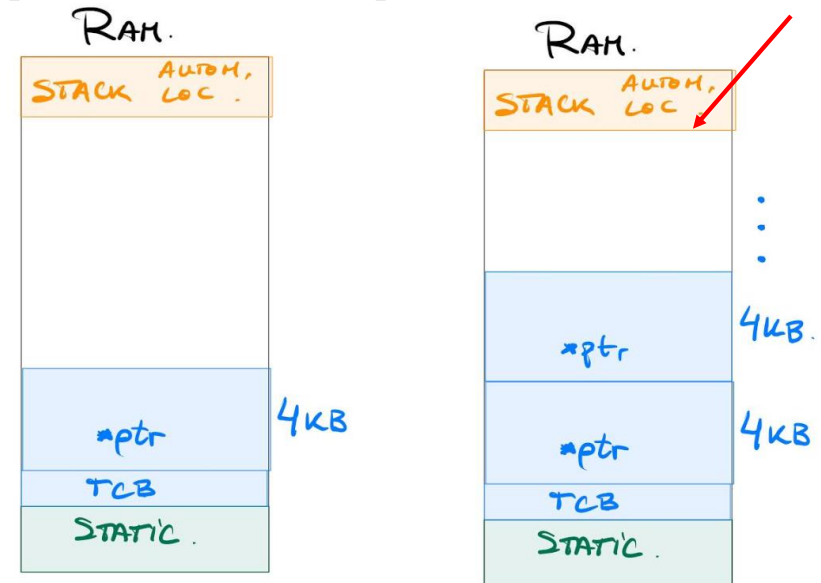 RAM.
STACK AUTOM,
LOC.
*ptr
4KB
TCB
STATIC.
RAM.
STACK AUTOM,
LOC
*ptr
4KB.
*ptr
4KB
TCB
STATIC.